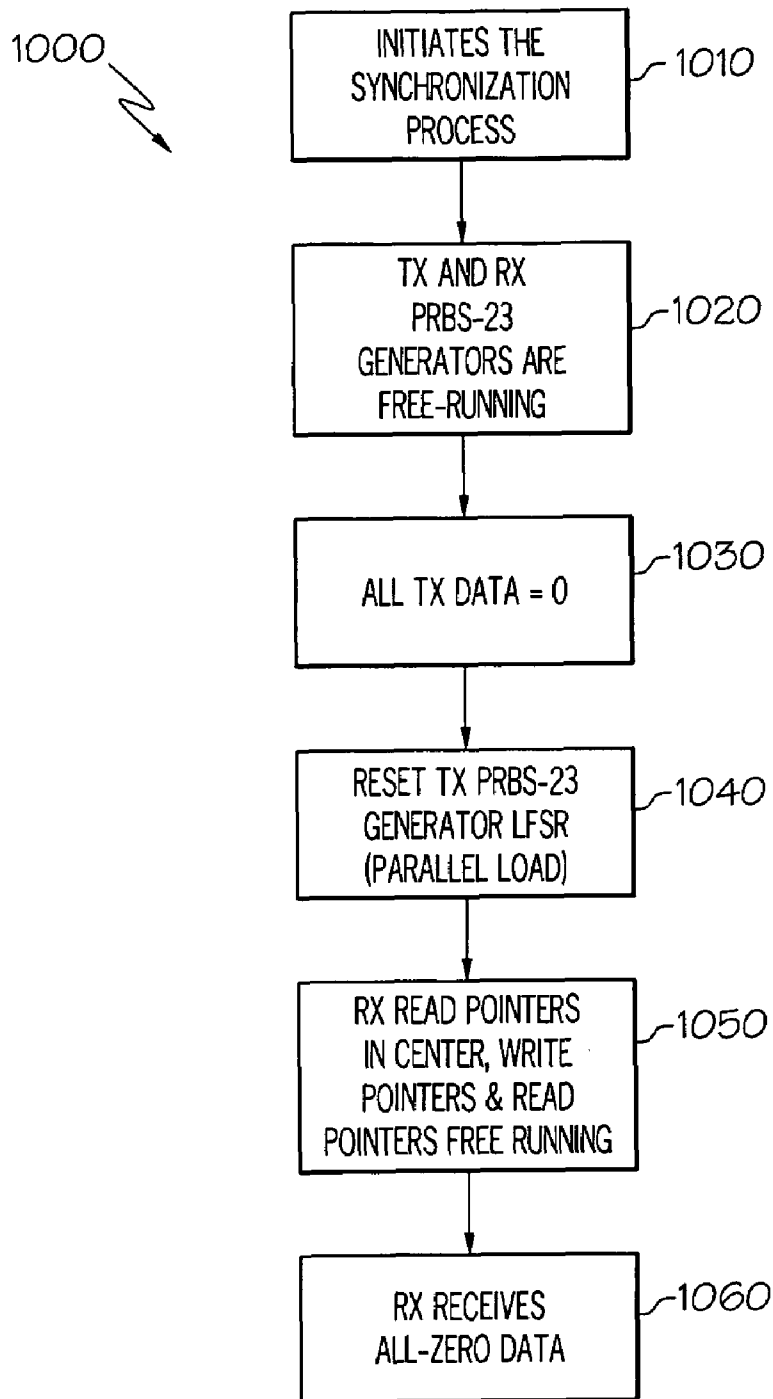 1000
INITIATES THE
SYNCHRONIZATION
PROCESS
1010
TX AND RX
PRBS-23
GENERATORS ARE
FREE-RUNNING
1020
ALL TX DATA = 0
1030
RESET TX PRBS-23
GENERATOR LFSR
(PARALLEL LOAD)
1040
RX READ POINTERS
IN CENTER, WRITE
POINTERS & READ
POINTERS FREE RUNNING
1050
RX RECEIVES
ALL-ZERO DATA
1060